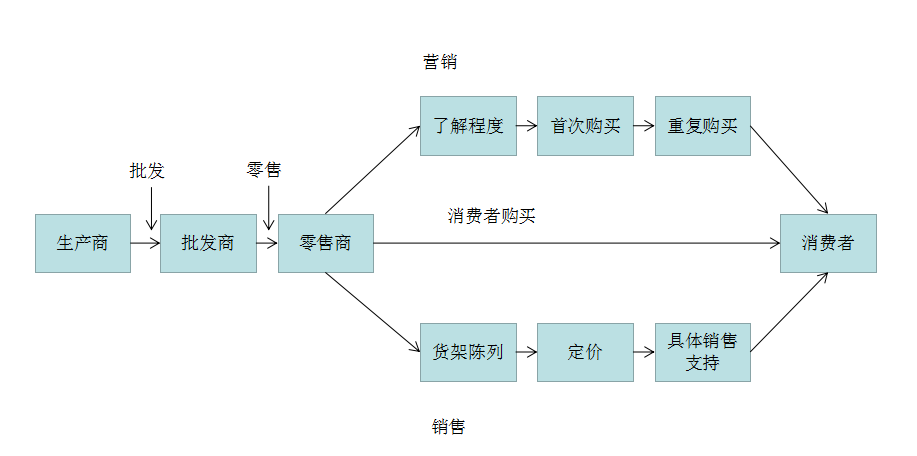 营销
了解程度
首次购买
重复购买
批发
零售
消费者购买
生产商
批发商
零售商
消费者
货架陈列
定价
具体销售
支持
销售